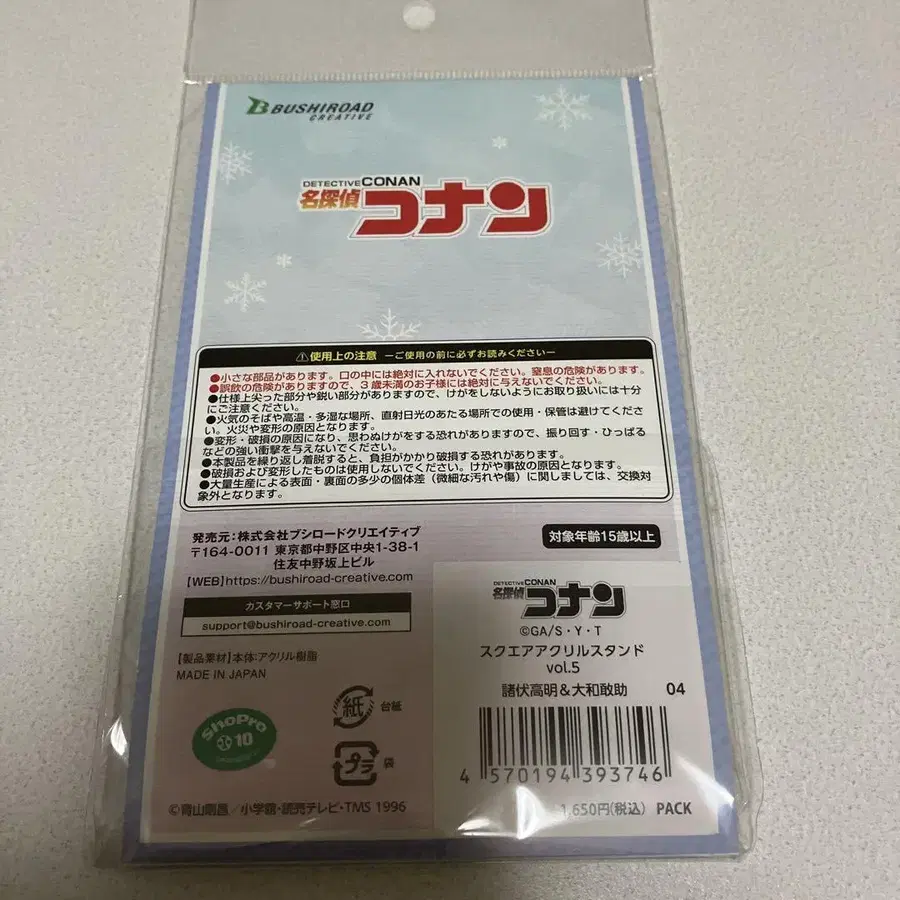 BUSHIROAD
CREATIVE
DETECTIVE CONAN
名探偵コナン
使用上の注意 ーご使用の前に必ずお読みくださいー
●小さな部品があります。口の中には絶対に入れないでください。窒息の危険があります。
●誤飲の危険がありますので、3歳未満のお子様には絶対に与えないでください。
●仕様上尖った部分や鋭い部分がありますので、けがをしないようにお取り扱いには十分
にご注意ください。
●火気のそばや高温・多湿な場所、直射日光のあたる場所での使用・保管は避けてくださ
い。火災や変形の原因となります。
●変形・破損の原因になり、思わぬけがをする恐れがありますので、振り回す・ひっぱる
などの強い衝撃を与えないでください。
●本製品を繰り返し着脱すると、負担がかかり破損する恐れがあります。
●破損および変形したものは使用しないでください。けがや事故の原因となります。
●大量生産による表面・裏面の多少の個体差（微細な汚れや傷）に関しましては、交換対
象外となります。
発売元：株式会社ブシロードクリエイティブ
〒164-0011 東京都中野区中央1-38-1
住友中野坂上ビル
【WEB】https://bushiroad-creative.com
対象年齢15歳以上
カスタマーサポート窓口
support@bushiroad-creative.com
【製品素材】本体：アクリル樹脂
MADE IN JAPAN
ShoPro
10
紙 台紙
プラ 袋
©青山剛昌／小学館・読売テレビ・TMS 1996
DETECTIVE CONAN
名探偵コナン
©GA/S・Y・T
スクエアアクリルスタンド
vol.5
諸伏高明＆大和敢助 04
4 570194 393746
1,650円(税込) PACK